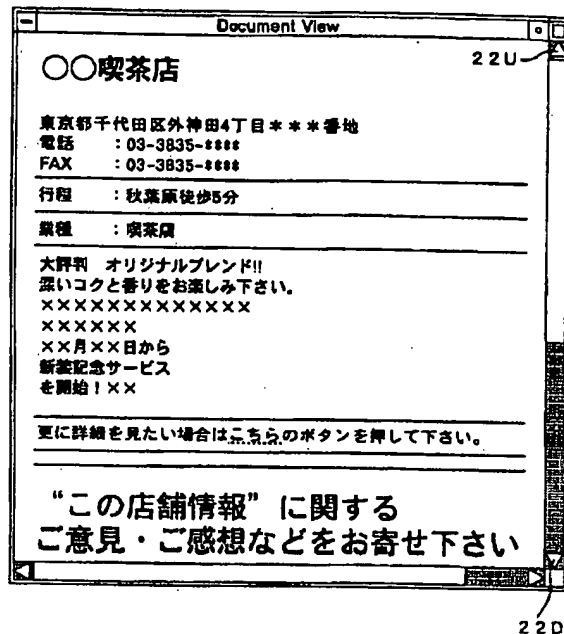 Document View
22U
○○喫茶店
東京都千代田区外神田4丁目＊＊＊番地
電話　　：03-3835-****
FAX　　：03-3835-****
行程　　：秋葉原徒歩5分
業種　　：喫茶店
大評判　オリジナルブレンド!!
深いコクと香りをお楽しみ下さい。
×××××××××××××
××××××
××月××日から
新装記念サービス
を開始！××
更に詳細を見たい場合はこちらのボタンを押して下さい。
“この店舗情報”に関する
ご意見・ご感想などをお寄せ下さい
22D